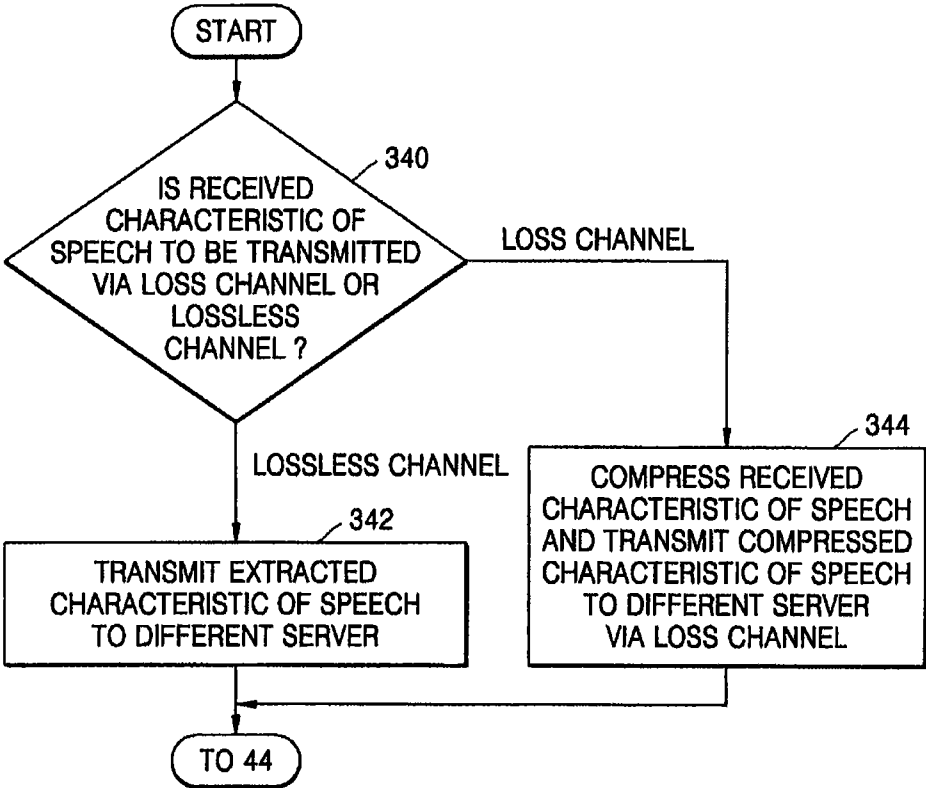 START
340
IS RECEIVED
CHARACTERISTIC OF
SPEECH TO BE TRANSMITTED
VIA LOSS CHANNEL OR
LOSSLESS
CHANNEL ?
LOSS CHANNEL
LOSSLESS CHANNEL
342
TRANSMIT EXTRACTED
CHARACTERISTIC OF SPEECH
TO DIFFERENT SERVER
344
COMPRESS RECEIVED
CHARACTERISTIC OF SPEECH
AND TRANSMIT COMPRESSED
CHARACTERISTIC OF SPEECH
TO DIFFERENT SERVER
VIA LOSS CHANNEL
TO 44